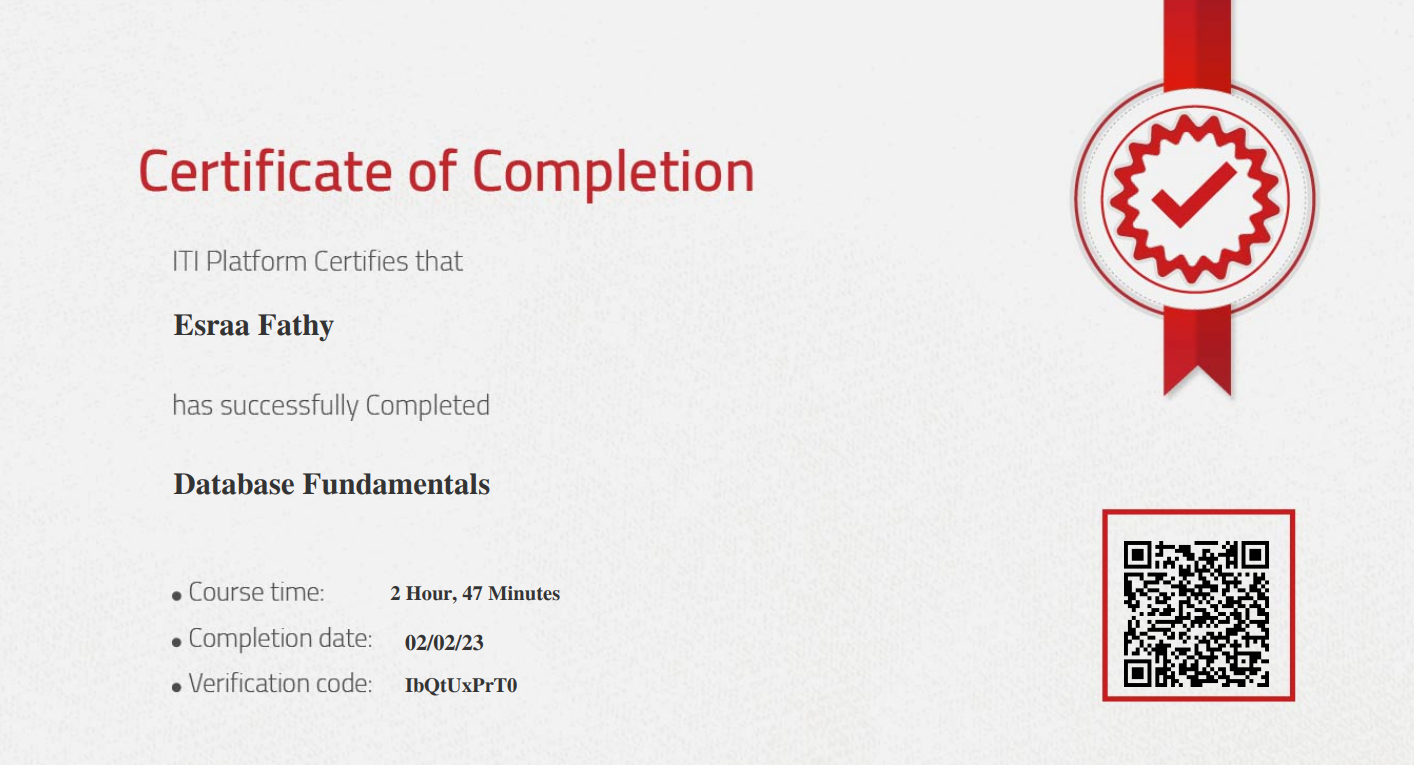 Certificate of Completion
ITI Platform Certifies that
Esraa Fathy
has successfully Completed
Database Fundamentals
• Course time: 2 Hour, 47 Minutes
• Completion date: 02/02/23
• Verification code: IbQtUxPrT0